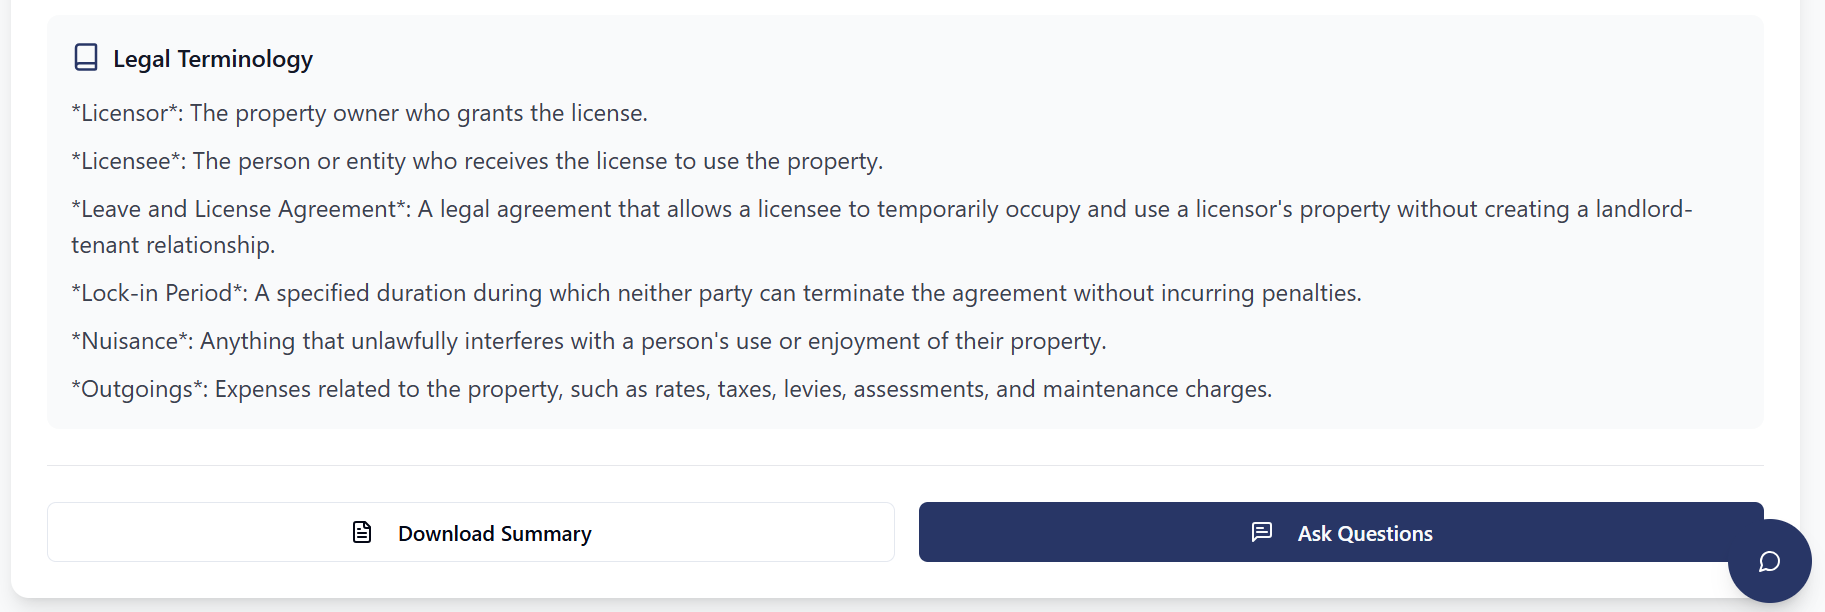 Legal Terminology
*Licensor*: The property owner who grants the license.
*Licensee*: The person or entity who receives the license to use the property.
*Leave and License Agreement*: A legal agreement that allows a licensee to temporarily occupy and use a licensor's property without creating a landlord-
tenant relationship.
*Lock-in Period*: A specified duration during which neither party can terminate the agreement without incurring penalties.
*Nuisance*: Anything that unlawfully interferes with a person's use or enjoyment of their property.
*Outgoings*: Expenses related to the property, such as rates, taxes, levies, assessments, and maintenance charges.
Download Summary
Ask Questions